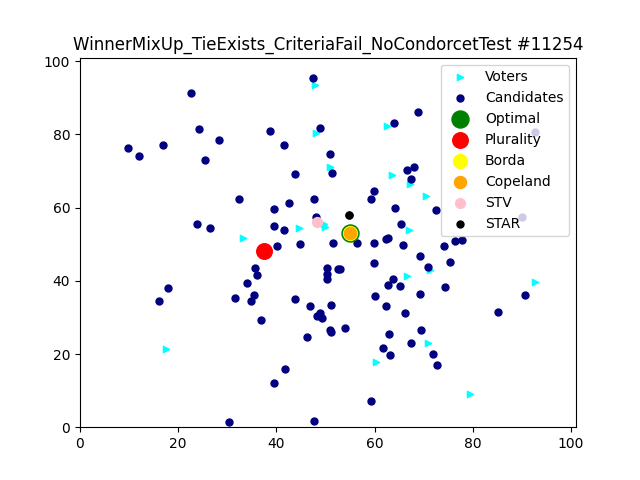 WinnerMixUp_TieExists_CriteriaFail_NoCondorcetTest #11254
100
80
60
40
20
0
0 20 40 60 80 100
Voters
Candidates
Optimal
Plurality
Borda
Copeland
STV
STAR